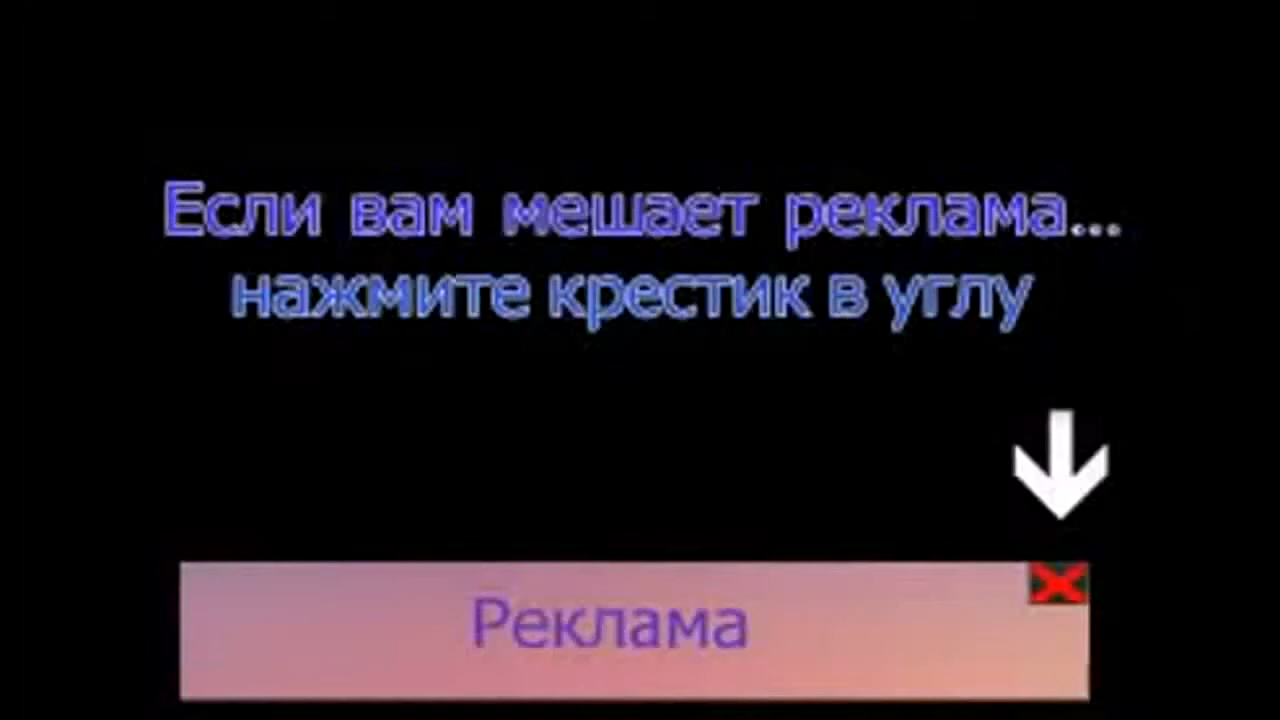 Если вам мешает реклама...
нажмите крестик в углу
Реклама